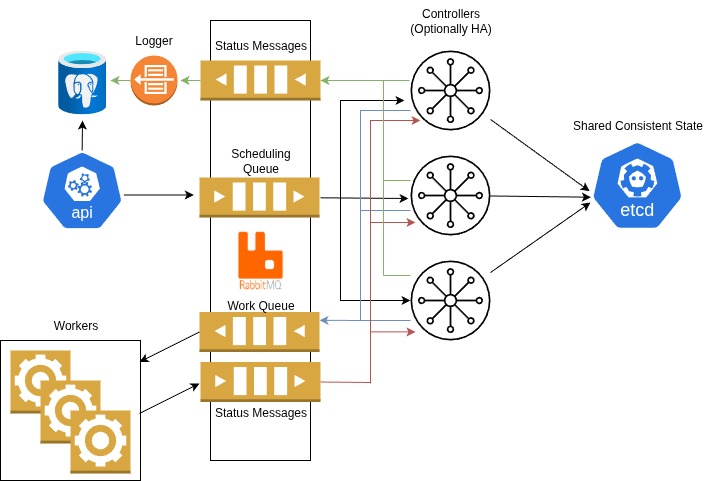 Controllers
(Optionally HA)
Logger
Status Messages
Shared Consistent State
Scheduling
Queue
api
etcd
RabbitMQ
Work Queue
Workers
Status Messages